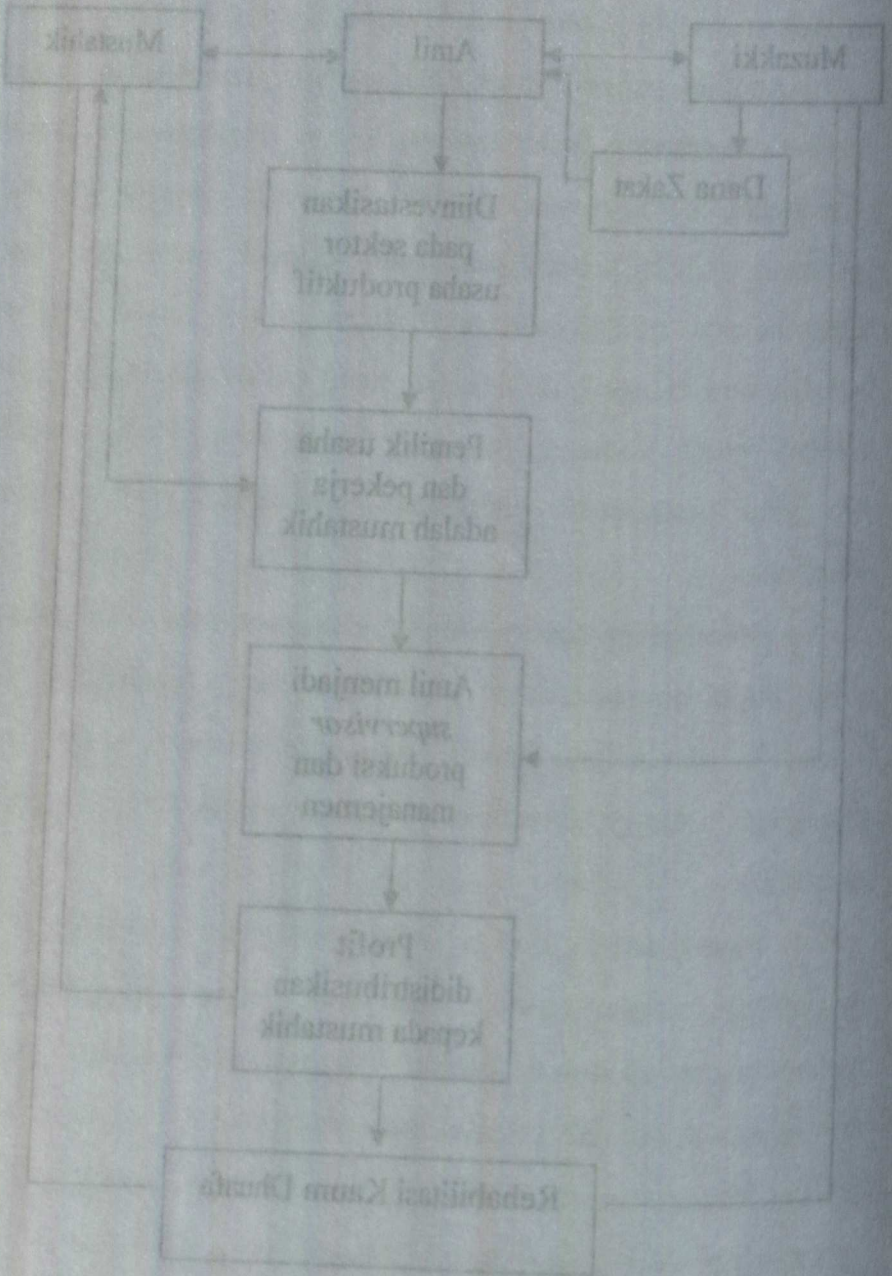 Muzakki
Amil
Mustahik
Dana Zakat
Diinvestasikan
pada sektor
usaha produktif
Pemilik usaha
dan pekerja
adalah mustahik
Amil menjadi
supervisor
produksi dan
manajemen
Profit
didistribusikan
kepada mustahik
Rehabilitasi Kaum Dhuafa